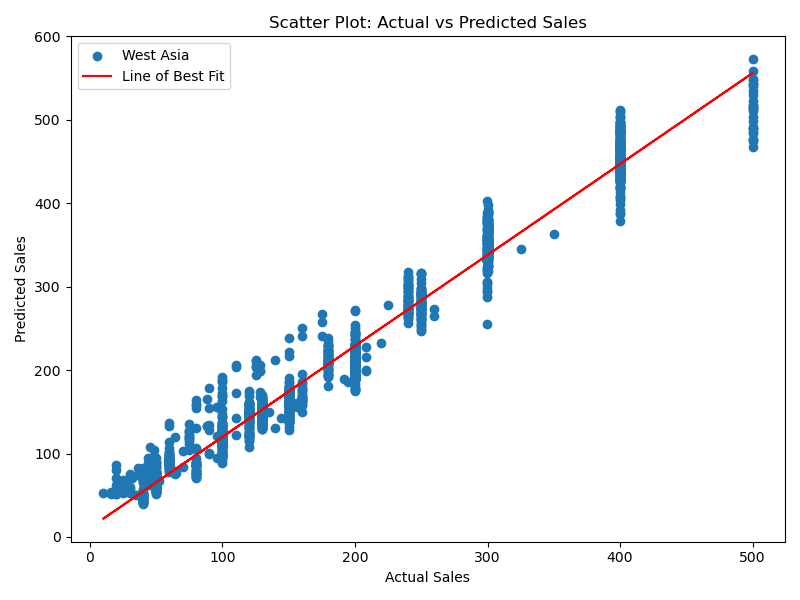 Scatter Plot: Actual vs Predicted Sales
West Asia
Line of Best Fit
600
500
400
300
200
100
0
Predicted Sales
0 100 200 300 400 500
Actual Sales